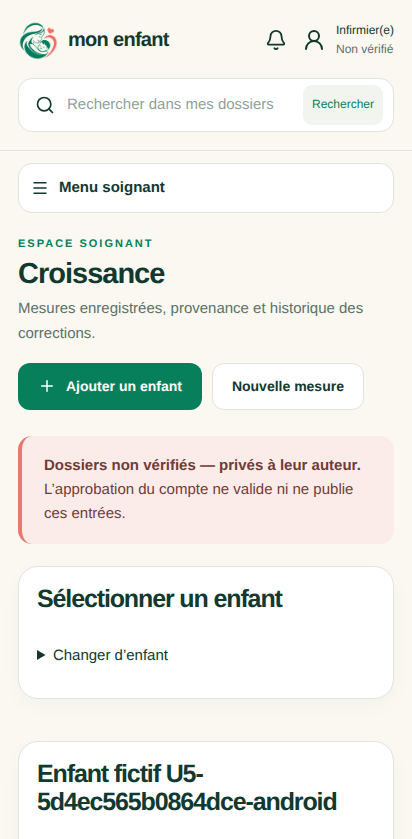 mon enfant
Infirmier(e)
Non vérifié
Rechercher dans mes dossiers
Rechercher
Menu soignant
ESPACE SOIGNANT
Croissance
Mesures enregistrées, provenance et historique des
corrections.
Ajouter un enfant
Nouvelle mesure
Dossiers non vérifiés — privés à leur auteur.
L’approbation du compte ne valide ni ne publie
ces entrées.
Sélectionner un enfant
Changer d’enfant
Enfant fictif U5-
5d4ec565b0864dce-android